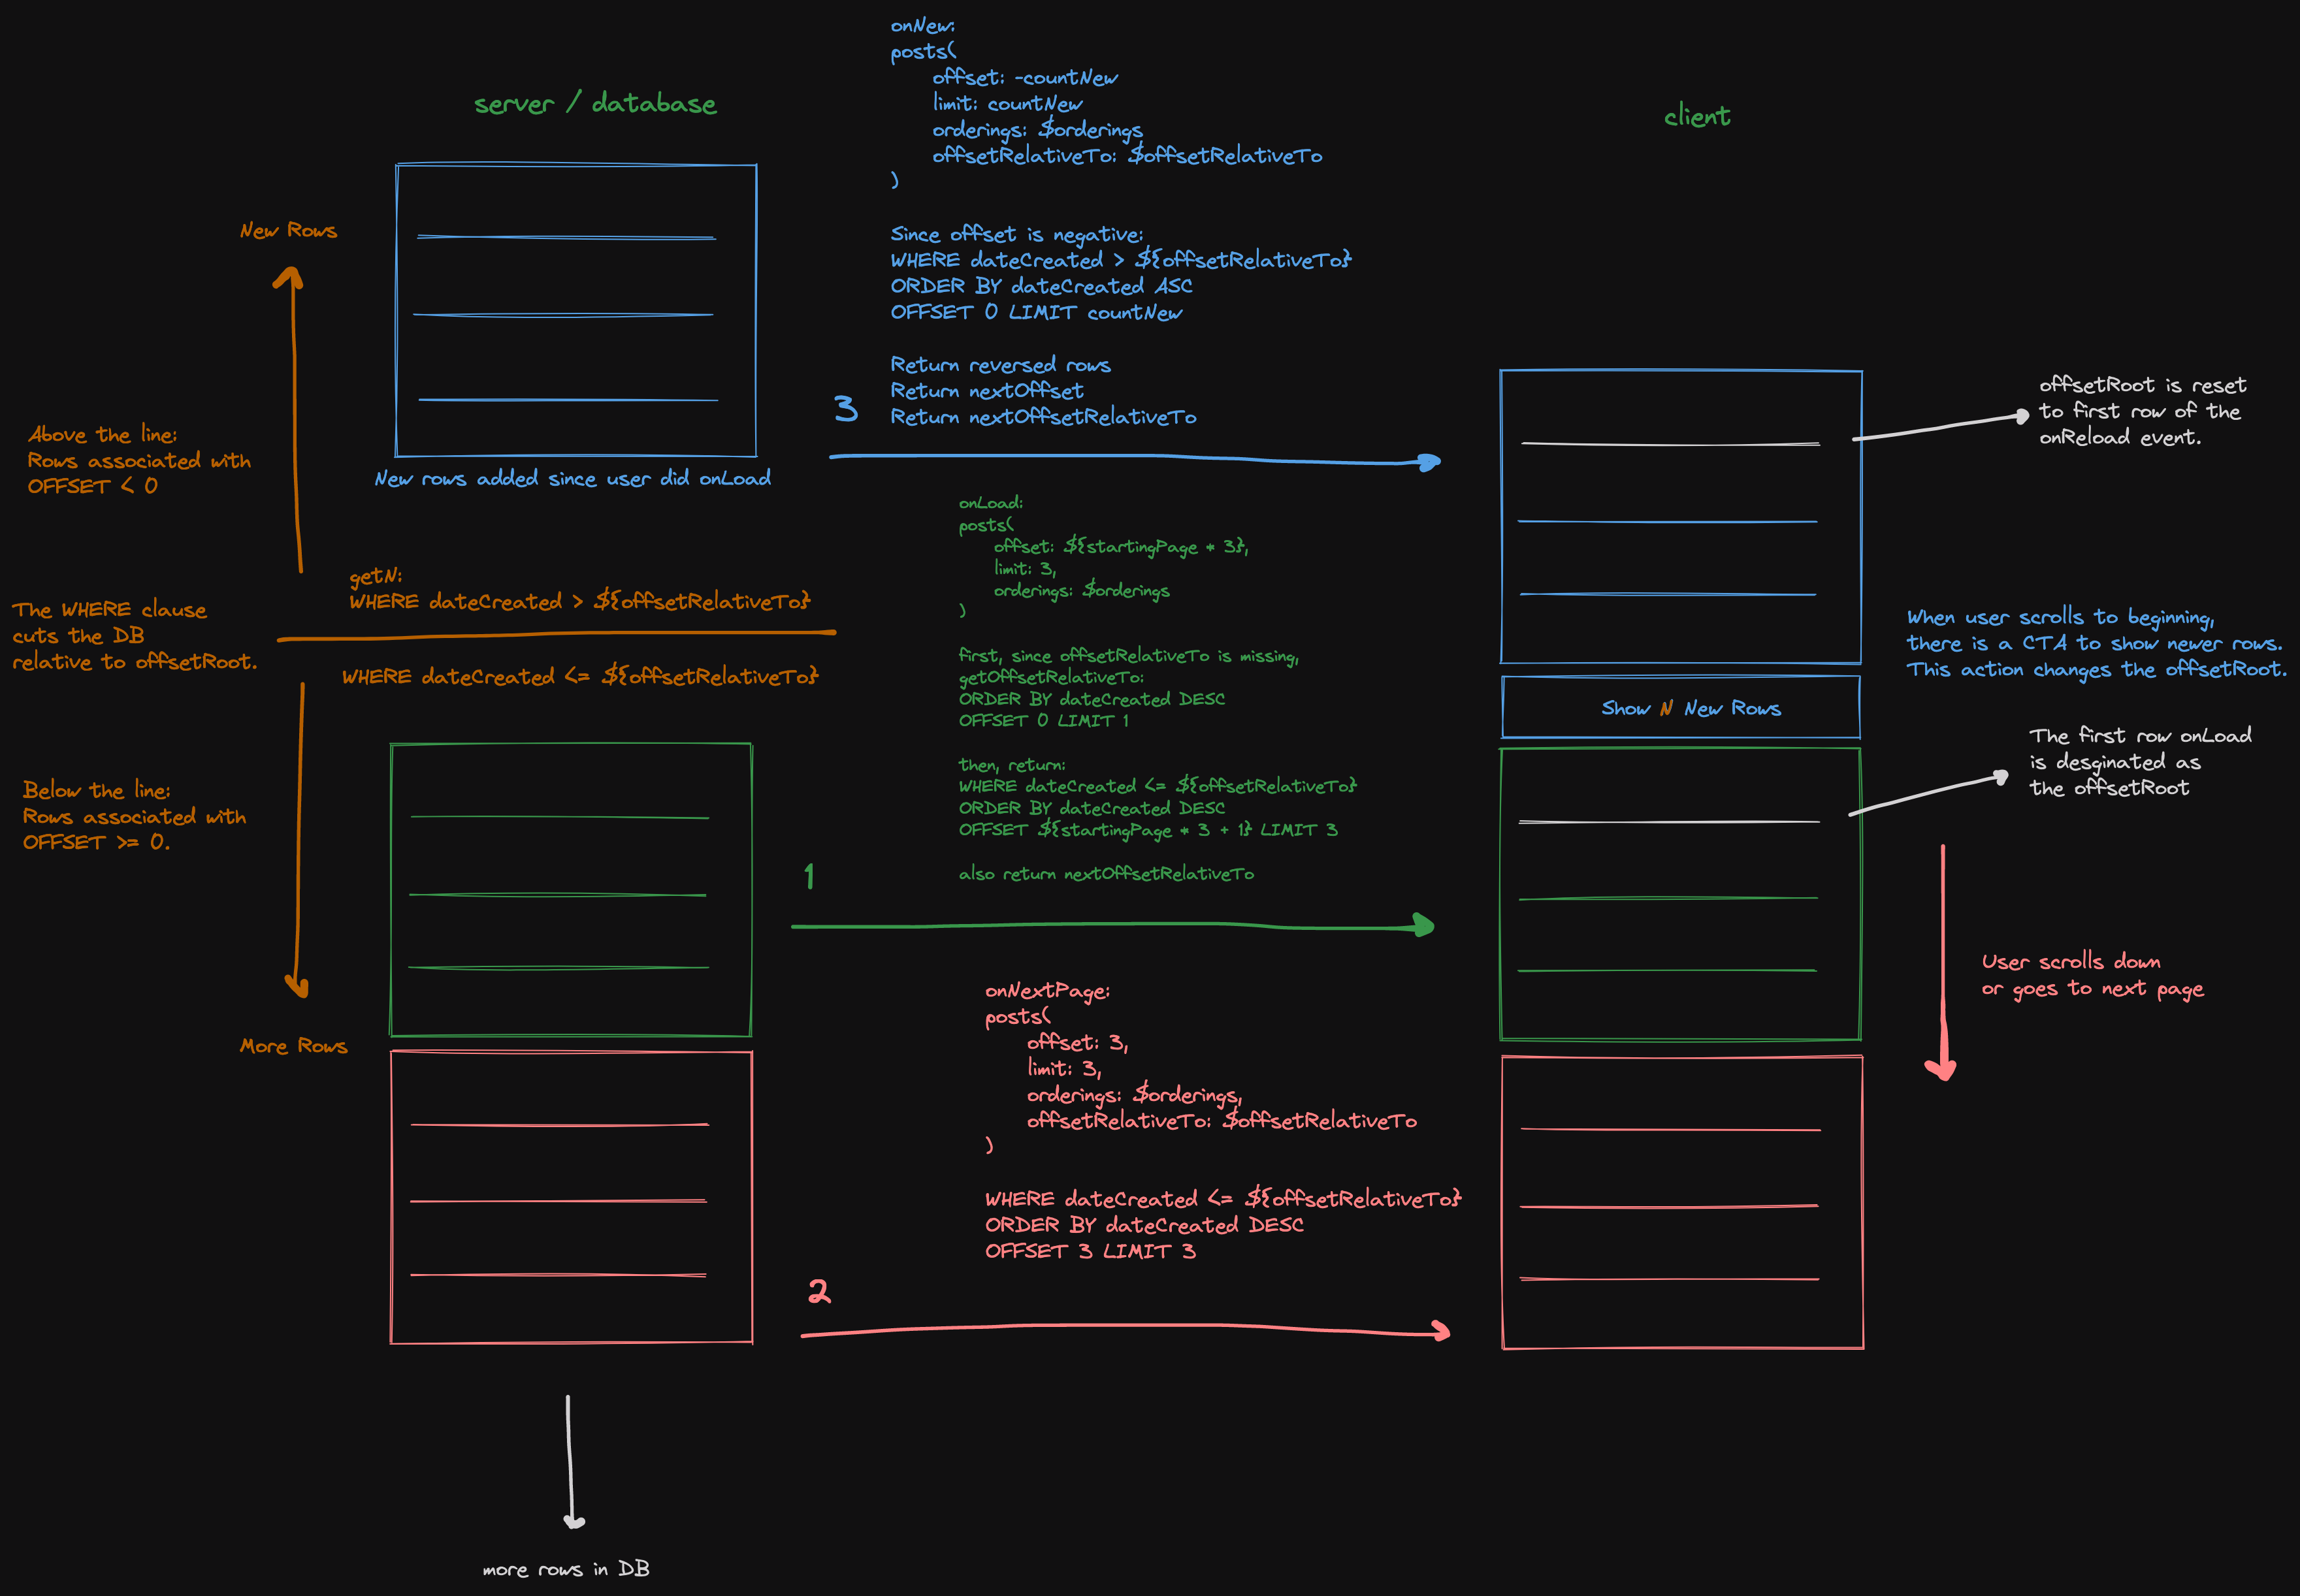 server / database
client
onNew:
posts(
offset: -countNew
limit: countNew
orderings: $orderings
offsetRelativeTo: $offsetRelativeTo
)
Since offset is negative:
WHERE dateCreated > ${offsetRelativeTo}
ORDER BY dateCreated ASC
OFFSET 0 LIMIT countNew
Return reversed rows
Return nextOffset
Return nextOffsetRelativeTo
3
New Rows
Above the line:
Rows associated with
OFFSET < 0
New rows added since user did onLoad
offsetRoot is reset
to first row of the
onReload event.
The WHERE clause
cuts the DB
relative to offsetRoot.
getN:
WHERE dateCreated > ${offsetRelativeTo}
WHERE dateCreated <= ${offsetRelativeTo}
Below the line:
Rows associated with
OFFSET >= 0.
More Rows
onLoad:
posts(
offset: ${startingPage * 3},
limit: 3,
orderings: $orderings
)
first, since offsetRelativeTo is missing,
getOffsetRelativeTo:
ORDER BY dateCreated DESC
OFFSET 0 LIMIT 1
then, return:
WHERE dateCreated <= ${offsetRelativeTo}
ORDER BY dateCreated DESC
OFFSET ${startingPage * 3 + 1} LIMIT 3
also return nextOffsetRelativeTo
1
When user scrolls to beginning,
there is a CTA to show newer rows.
This action changes the offsetRoot.
Show N New Rows
The first row onLoad
is desginated as
the offsetRoot
User scrolls down
or goes to next page
onNextPage:
posts(
offset: 3,
limit: 3,
orderings: $orderings,
offsetRelativeTo: $offsetRelativeTo
)
WHERE dateCreated <= ${offsetRelativeTo}
ORDER BY dateCreated DESC
OFFSET 3 LIMIT 3
2
more rows in DB